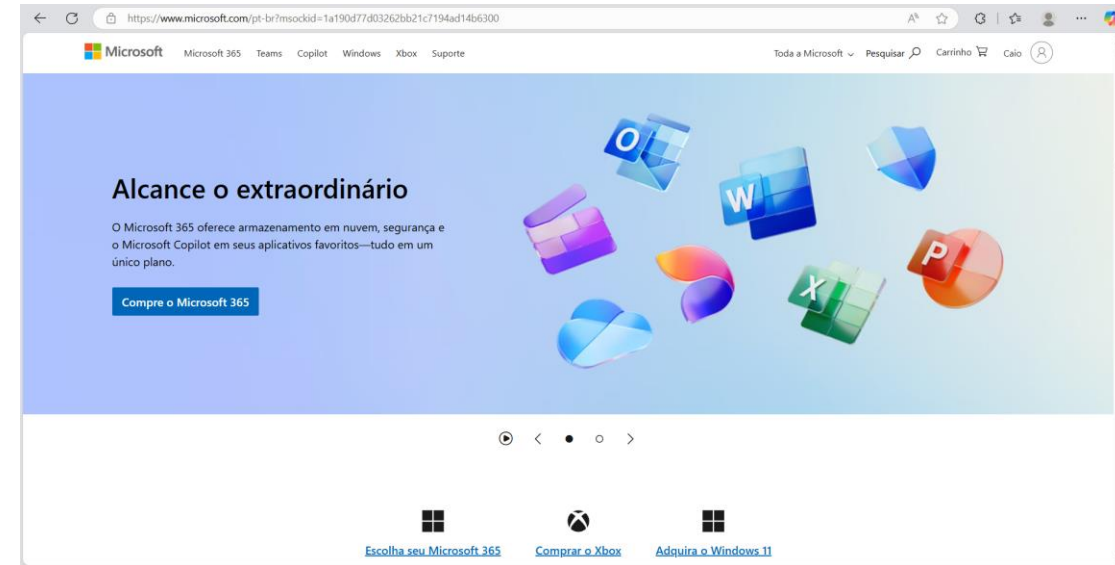 https://www.microsoft.com/pt-br?msockid=1a190d77d03262bb21c7194ad14b6300
Microsoft Microsoft 365 Teams Copilot Windows Xbox Suporte Toda a Microsoft Pesquisar Carrinho Caio
Alcance o extraordinário
O Microsoft 365 oferece armazenamento em nuvem, segurança e
o Microsoft Copilot em seus aplicativos favoritos—tudo em um
único plano.
Compre o Microsoft 365
O
W
P
X
Escolha seu Microsoft 365 Comprar o Xbox Adquira o Windows 11